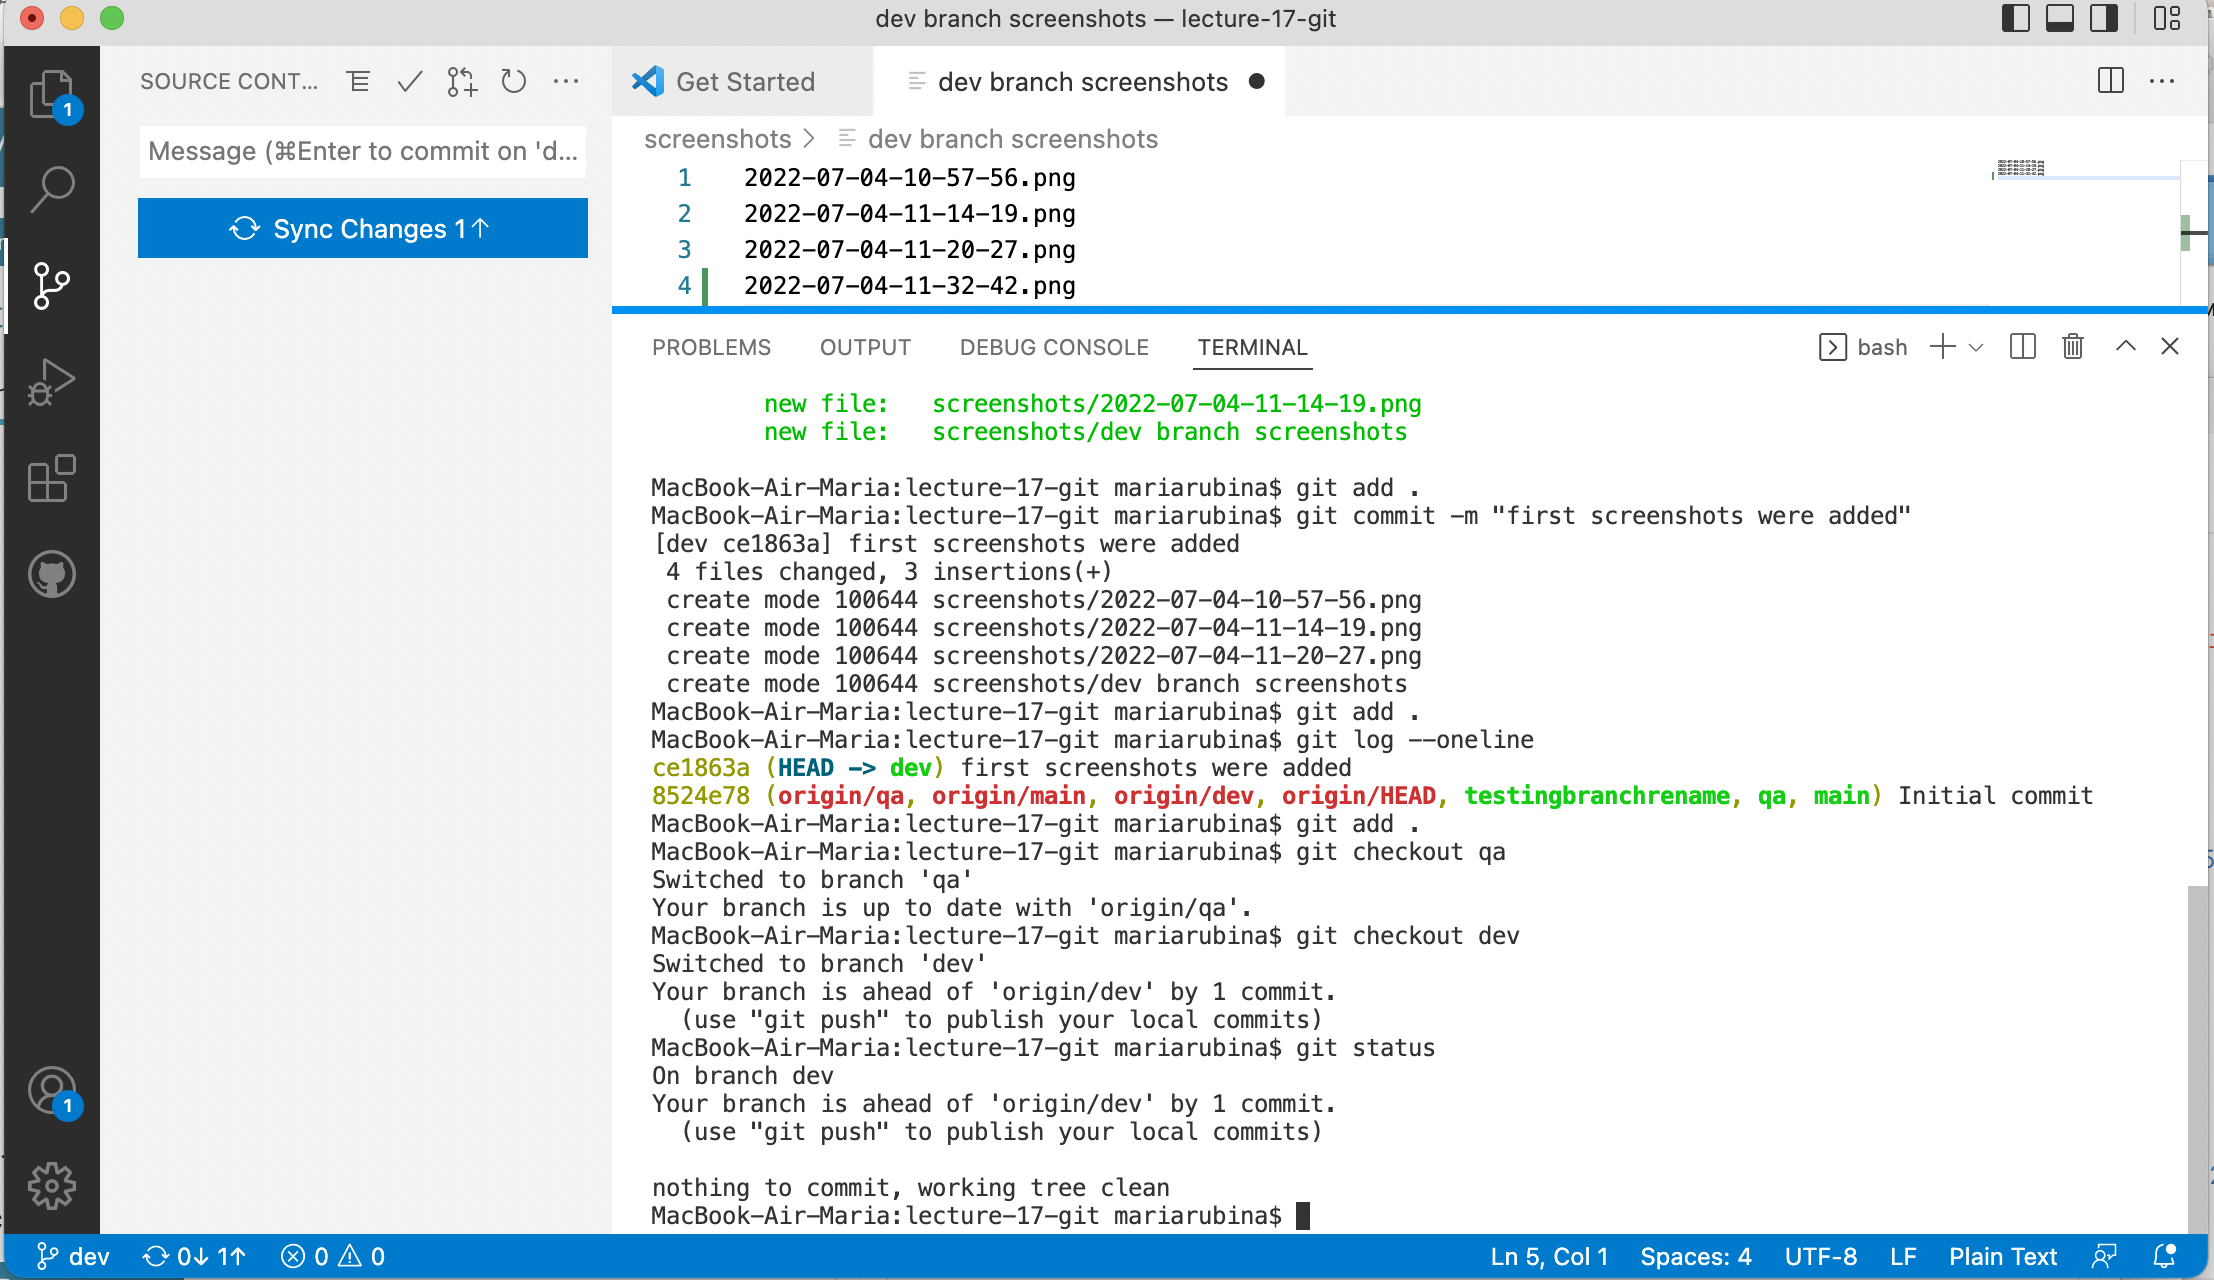 dev branch screenshots — lecture-17-git
SOURCE CONT...
Get Started
dev branch screenshots
1
Message (⌘Enter to commit on 'd...
screenshots > dev branch screenshots
Sync Changes 1↑
1 2022-07-04-10-57-56.png
2 2022-07-04-11-14-19.png
3 2022-07-04-11-20-27.png
4 2022-07-04-11-32-42.png
PROBLEMS OUTPUT DEBUG CONSOLE TERMINAL
bash
new file: screenshots/2022-07-04-11-14-19.png
new file: screenshots/dev branch screenshots
MacBook-Air-Maria:lecture-17-git mariarubina$ git add .
MacBook-Air-Maria:lecture-17-git mariarubina$ git commit -m "first screenshots were added"
[dev ce1863a] first screenshots were added
4 files changed, 3 insertions(+)
create mode 100644 screenshots/2022-07-04-10-57-56.png
create mode 100644 screenshots/2022-07-04-11-14-19.png
create mode 100644 screenshots/2022-07-04-11-20-27.png
create mode 100644 screenshots/dev branch screenshots
MacBook-Air-Maria:lecture-17-git mariarubina$ git add .
MacBook-Air-Maria:lecture-17-git mariarubina$ git log --oneline
ce1863a (HEAD -> dev) first screenshots were added
8524e78 (origin/qa, origin/main, origin/dev, origin/HEAD, testingbranchrename, qa, main) Initial commit
MacBook-Air-Maria:lecture-17-git mariarubina$ git add .
MacBook-Air-Maria:lecture-17-git mariarubina$ git checkout qa
Switched to branch 'qa'
Your branch is up to date with 'origin/qa'.
MacBook-Air-Maria:lecture-17-git mariarubina$ git checkout dev
Switched to branch 'dev'
Your branch is ahead of 'origin/dev' by 1 commit.
(use "git push" to publish your local commits)
MacBook-Air-Maria:lecture-17-git mariarubina$ git status
On branch dev
Your branch is ahead of 'origin/dev' by 1 commit.
(use "git push" to publish your local commits)
1
nothing to commit, working tree clean
MacBook-Air-Maria:lecture-17-git mariarubina$
dev 0↓ 1↑ 0 0
Ln 5, Col 1 Spaces: 4 UTF-8 LF Plain Text